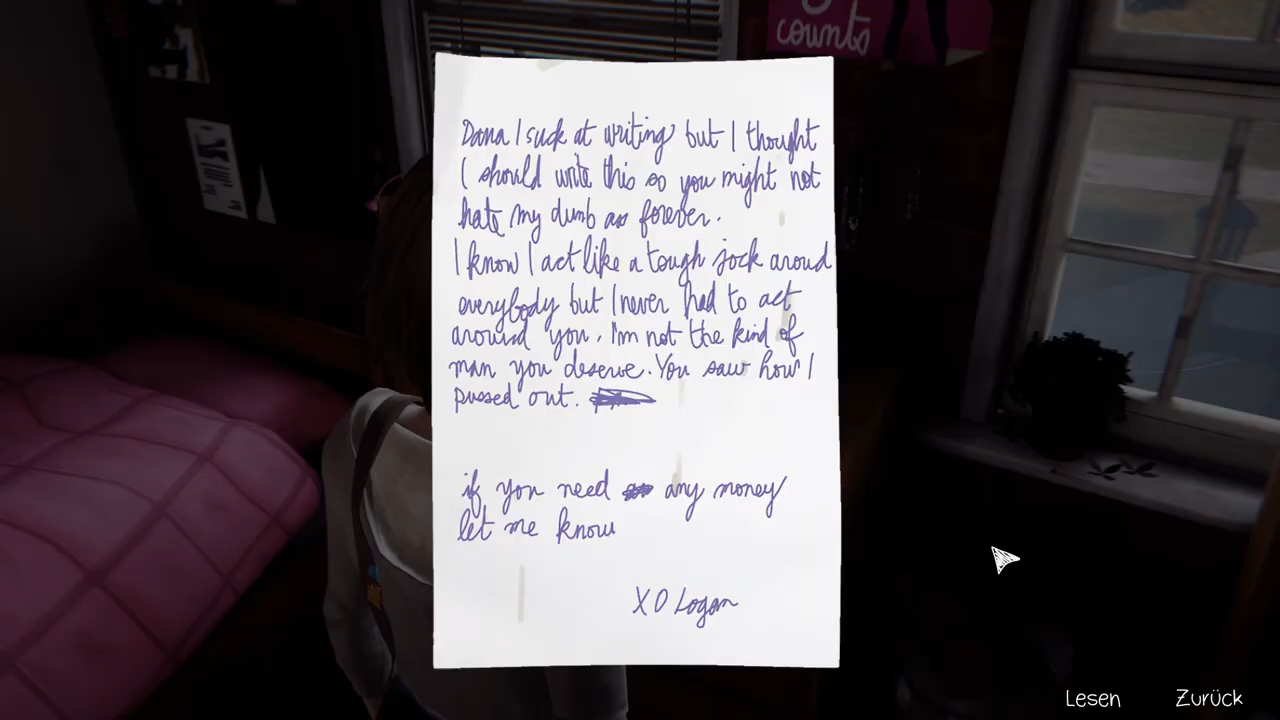 counts
Dana I suck at writing but I thought
I should write this so you might not
hate my dumb ass forever.
I know I act like a tough jock aroud
everybody but I never had to act
around you. I'm not the kind of
man you deserve. You saw how I
pussed out.
if you need any money
let me know
XO Logan
Lesen Zurück